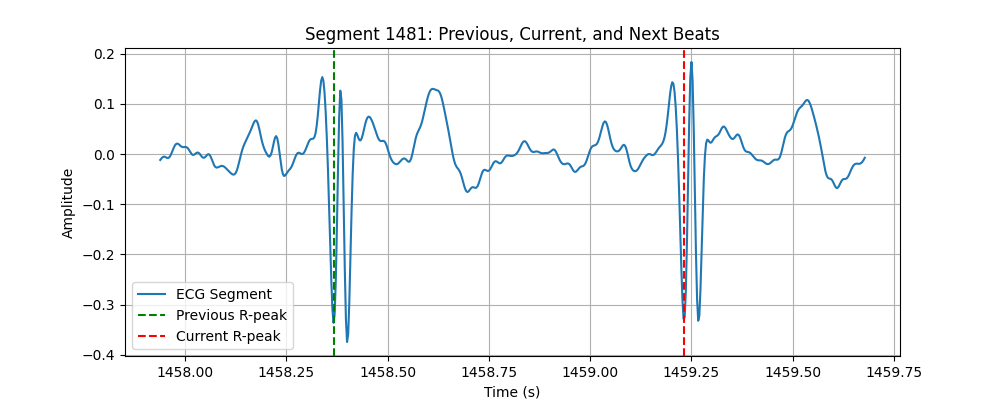 Segment 1481: Previous, Current, and Next Beats
0.2
0.1
0.0
−0.1
−0.2
−0.3
−0.4
Amplitude
ECG Segment
Previous R-peak
Current R-peak
1458.00 1458.25 1458.50 1458.75 1459.00 1459.25 1459.50 1459.75
Time (s)